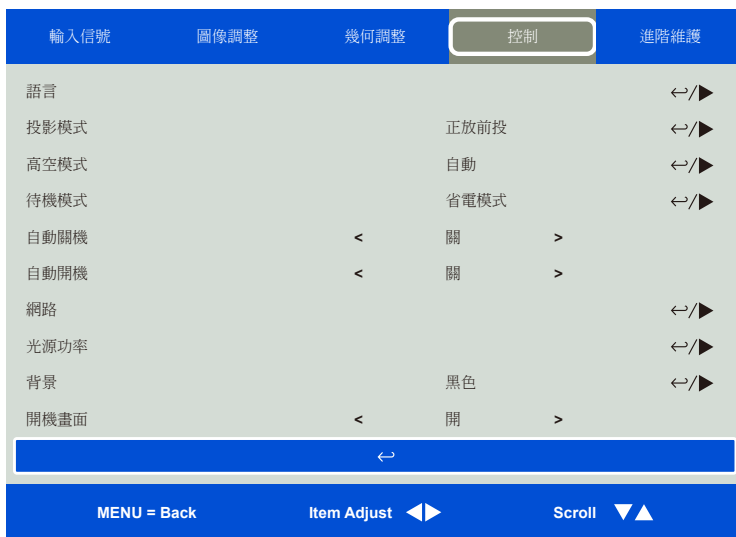 輸入信號 圖像調整 幾何調整 控制 進階維護
語言 ↩/▶
投影模式 正放前投 ↩/▶
高空模式 自動 ↩/▶
待機模式 省電模式 ↩/▶
自動關機 < 關 >
自動開機 < 關 >
網路 ↩/▶
光源功率 ↩/▶
背景 黑色 ↩/▶
開機畫面 < 開 >
↩
MENU = Back Item Adjust ◀▶ Scroll ▼▲